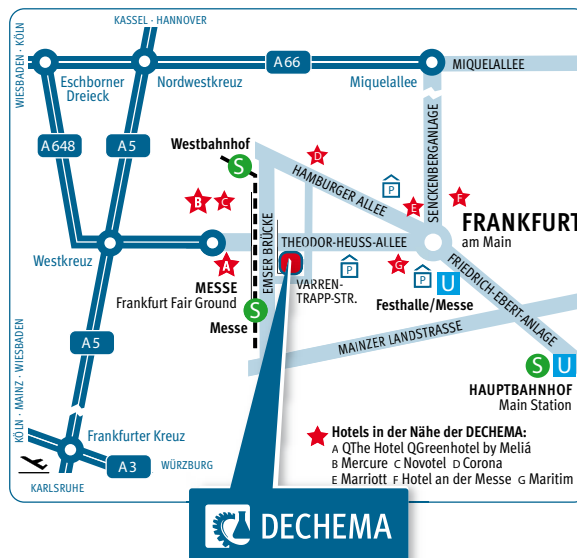 KASSEL · HANNOVER
WIESBADEN · KÖLN
A66
MIQUELALLEE
Eschborner
Dreieck
Nordwestkreuz
Miquelallee
A648
A5
Westbahnhof
S
D
P
HAMBURGER ALLEE
SENCKENBERGANLAGE
B
C
E
F
FRANKFURT
am Main
EMSER BRÜCKE
THEODOR-HEUSS-ALLEE
Westkreuz
A
MESSE
Frankfurt Fair Ground
VARREN-
TRAPP-STR.
P
G
P
U
Festhalle/Messe
FRIEDRICH-EBERT-ANLAGE
S
Messe
MAINZER LANDSTRASSE
A5
S U
HAUPTBAHNHOF
Main Station
KÖLN · MAINZ · WIESBADEN
Frankfurter Kreuz
A3
WÜRZBURG
KARLSRUHE
Hotels in der Nähe der DECHEMA:
A QThe Hotel QGreenhotel by Meliá
B Mercure C Novotel D Corona
E Marriott F Hotel an der Messe G Maritim
DECHEMA